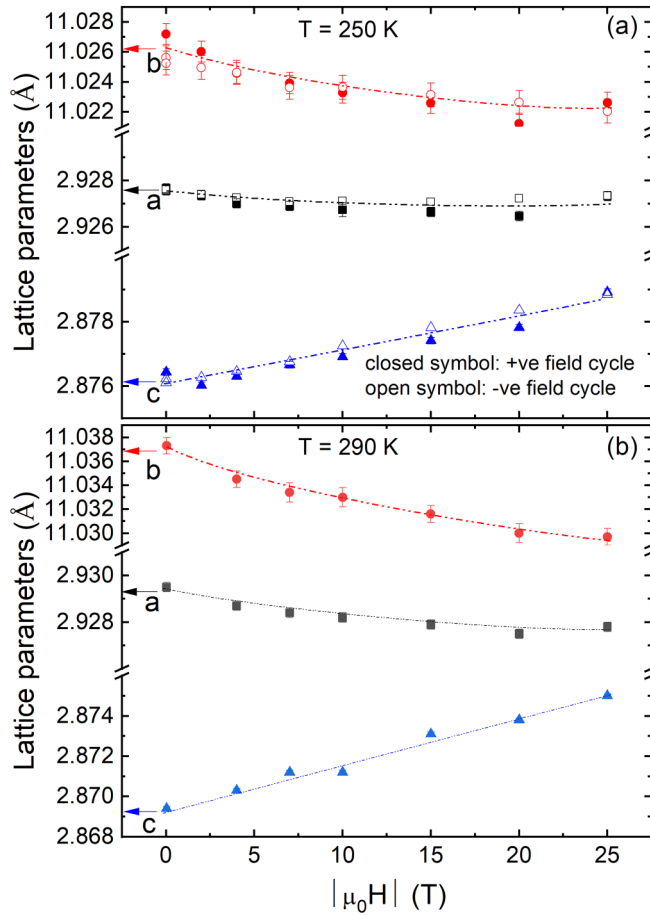 T = 250 K
(a)
Lattice parameters (Å)
11.028
11.026
11.024
11.022
2.928
2.926
2.878
2.876
b
a
c
closed symbol: +ve field cycle
open symbol: -ve field cycle
T = 290 K
(b)
Lattice parameters (Å)
11.038
11.036
11.034
11.032
11.030
2.930
2.928
2.874
2.872
2.870
2.868
b
a
c
0 5 10 15 20 25
|μ₀H| (T)